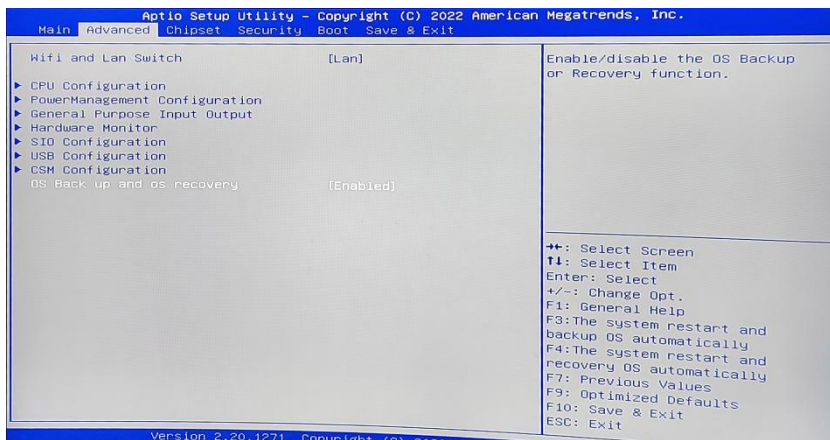 Aptio Setup Utility – Copyright (C) 2022 American Megatrends, Inc.
Main Advanced Chipset Security Boot Save & Exit
Wifi and Lan Switch [Lan]
► CPU Configuration
► PowerManagement Configuration
► General Purpose Input Output
► Hardware Monitor
► SIO Configuration
► USB Configuration
► CSM Configuration
OS Back up and os recovery [Enabled]
Enable/disable the OS Backup
or Recovery function.
→←: Select Screen
↑↓: Select Item
Enter: Select
+/-: Change Opt.
F1: General Help
F3:The system restart and
backup OS automatically
F4:The system restart and
recovery OS automatically
F7: Previous Values
F9: Optimized Defaults
F10: Save & Exit
ESC: Exit
Version 2.20.1271. Copyright (C)